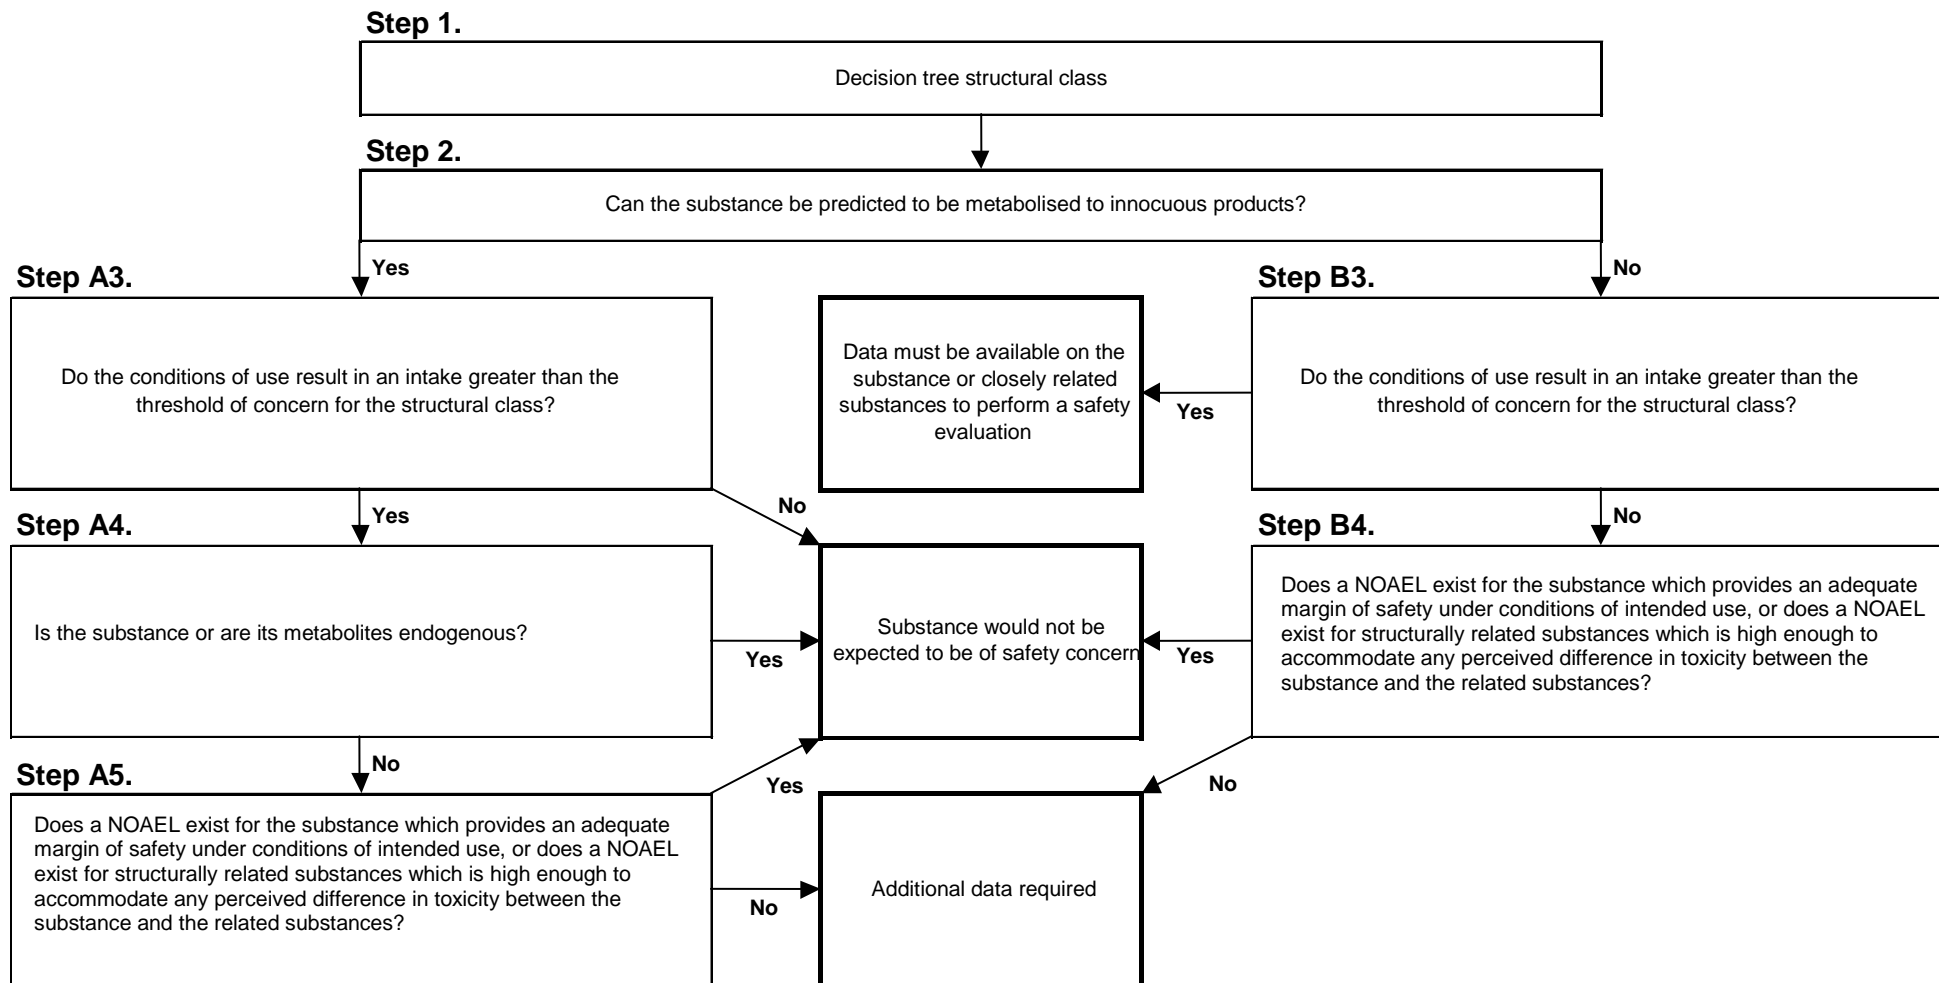 Step 1.
Decision tree structural class
Step 2.
Can the substance be predicted to be metabolised to innocuous products?
Yes
No
Step A3.
Do the conditions of use result in an intake greater than the
threshold of concern for the structural class?
Data must be available on the
substance or closely related
substances to perform a safety
evaluation
Yes
Step B3.
Do the conditions of use result in an intake greater than the
threshold of concern for the structural class?
Yes
No
No
Step A4.
Is the substance or are its metabolites endogenous?
Yes
Substance would not be
expected to be of safety concern
Yes
Step B4.
Does a NOAEL exist for the substance which provides an adequate
margin of safety under conditions of intended use, or does a NOAEL
exist for structurally related substances which is high enough to
accommodate any perceived difference in toxicity between the
substance and the related substances?
No
Yes
No
Step A5.
Does a NOAEL exist for the substance which provides an adequate
margin of safety under conditions of intended use, or does a NOAEL
exist for structurally related substances which is high enough to
accommodate any perceived difference in toxicity between the
substance and the related substances?
No
Additional data required